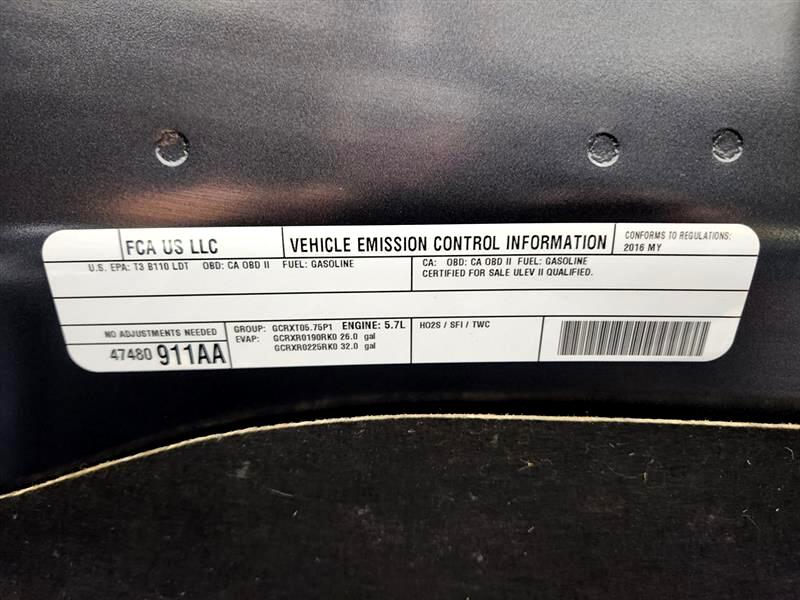 FCA US LLC
VEHICLE EMISSION CONTROL INFORMATION
CONFORMS TO REGULATIONS:
2016 MY
U.S. EPA: T3 B110 LDT OBD: CA OBD II FUEL: GASOLINE
CA: OBD: CA OBD II FUEL: GASOLINE
CERTIFIED FOR SALE ULEV II QUALIFIED.
NO ADJUSTMENTS NEEDED
47480 911AA
GROUP: GCRXT05.75P1 ENGINE: 5.7L
EVAP: GCRXR0190RK0 26.0 gal
GCRXR0225RK0 32.0 gal
HO2S / SFI / TWC